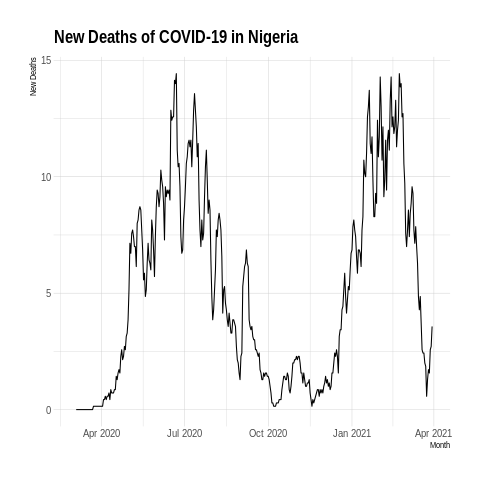 New Deaths of COVID-19 in Nigeria
New Deaths
15
10
5
0
Apr 2020 Jul 2020 Oct 2020 Jan 2021 Apr 2021
Month